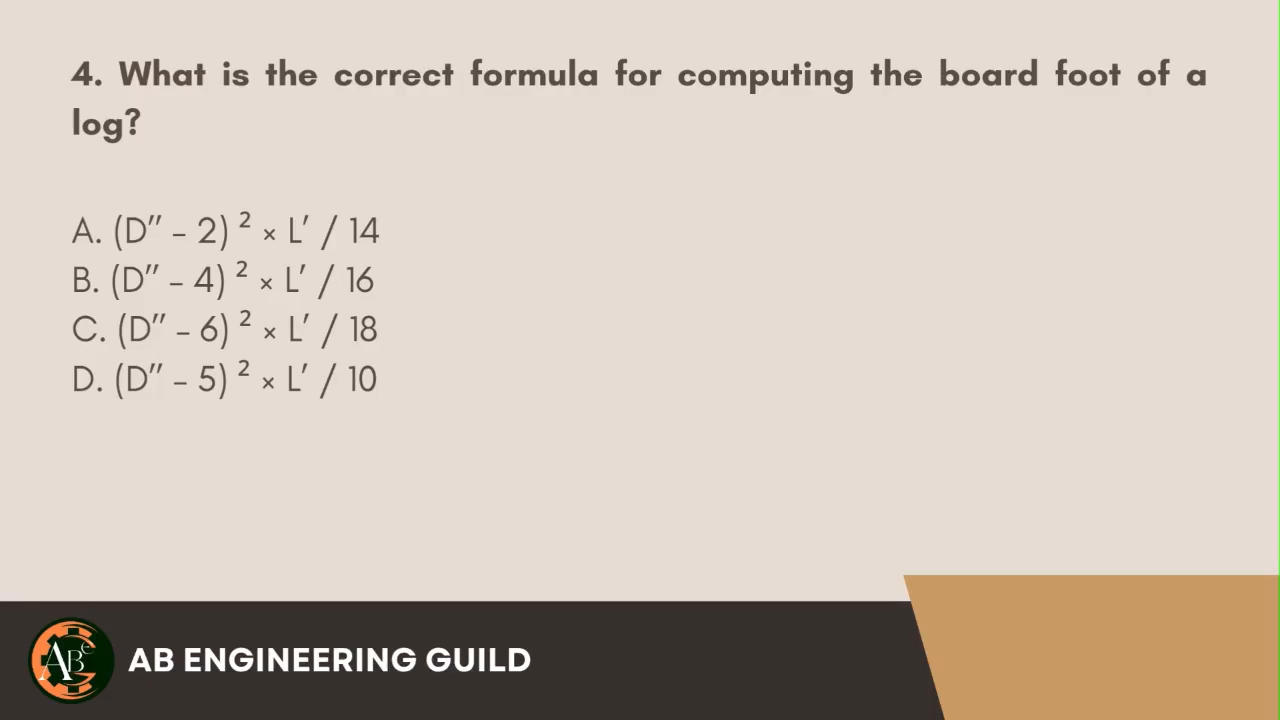 4. What is the correct formula for computing the board foot of a
log?
A. (D″ – 2) ² × L′ / 14
B. (D″ – 4) ² × L′ / 16
C. (D″ – 6) ² × L′ / 18
D. (D″ – 5) ² × L′ / 10
ABe
AB ENGINEERING GUILD